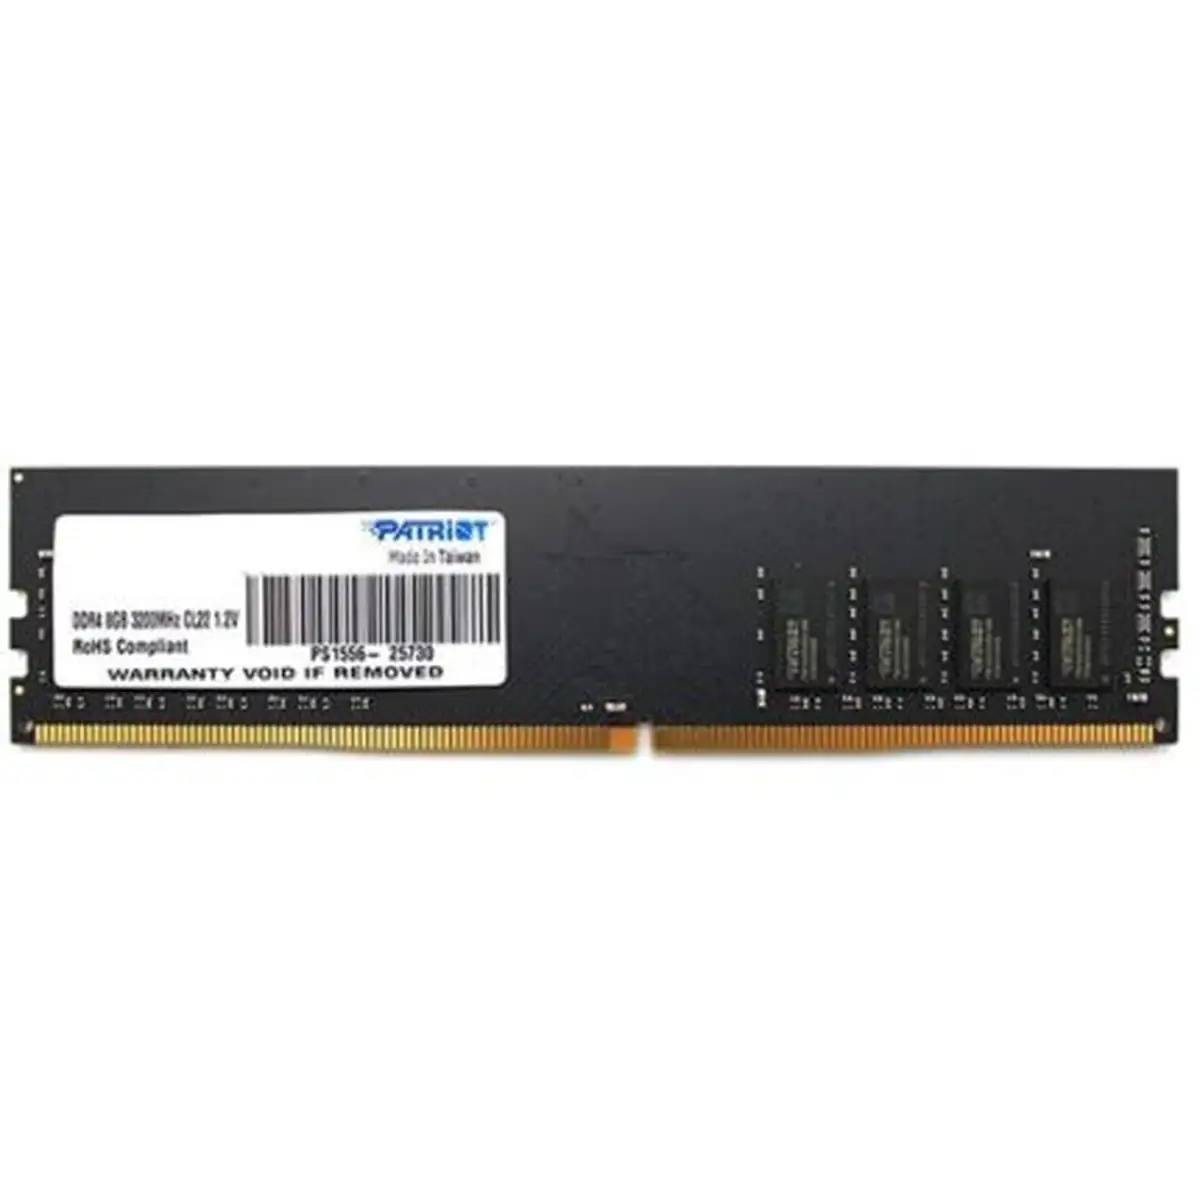 PATRIOT
Made In Taiwan
DDR4 8GB 3200MHz CL22 1.2V
RoHS Compliant
PS1556- 25730
WARRANTY VOID IF REMOVED